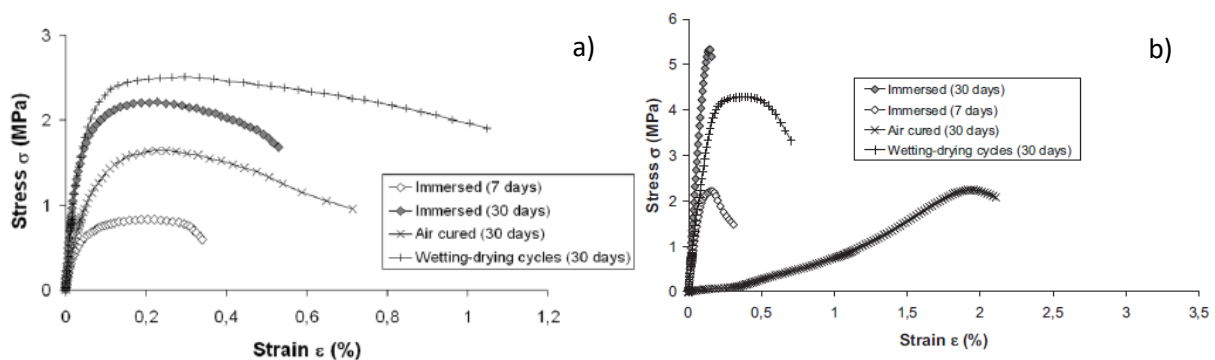 a)
Stress σ (MPa)
3
2
1
0
0 0,2 0,4 0,6 0,8 1 1,2
Strain ε (%)
Immersed (7 days)
Immersed (30 days)
Air cured (30 days)
Wetting-drying cycles (30 days)
b)
Stress σ (MPa)
6
5
4
3
2
1
0
0 0,5 1 1,5 2 2,5 3 3,5
Strain ε (%)
Immersed (30 days)
Immersed (7 days)
Air cured (30 days)
Wetting-drying cycles (30 days)